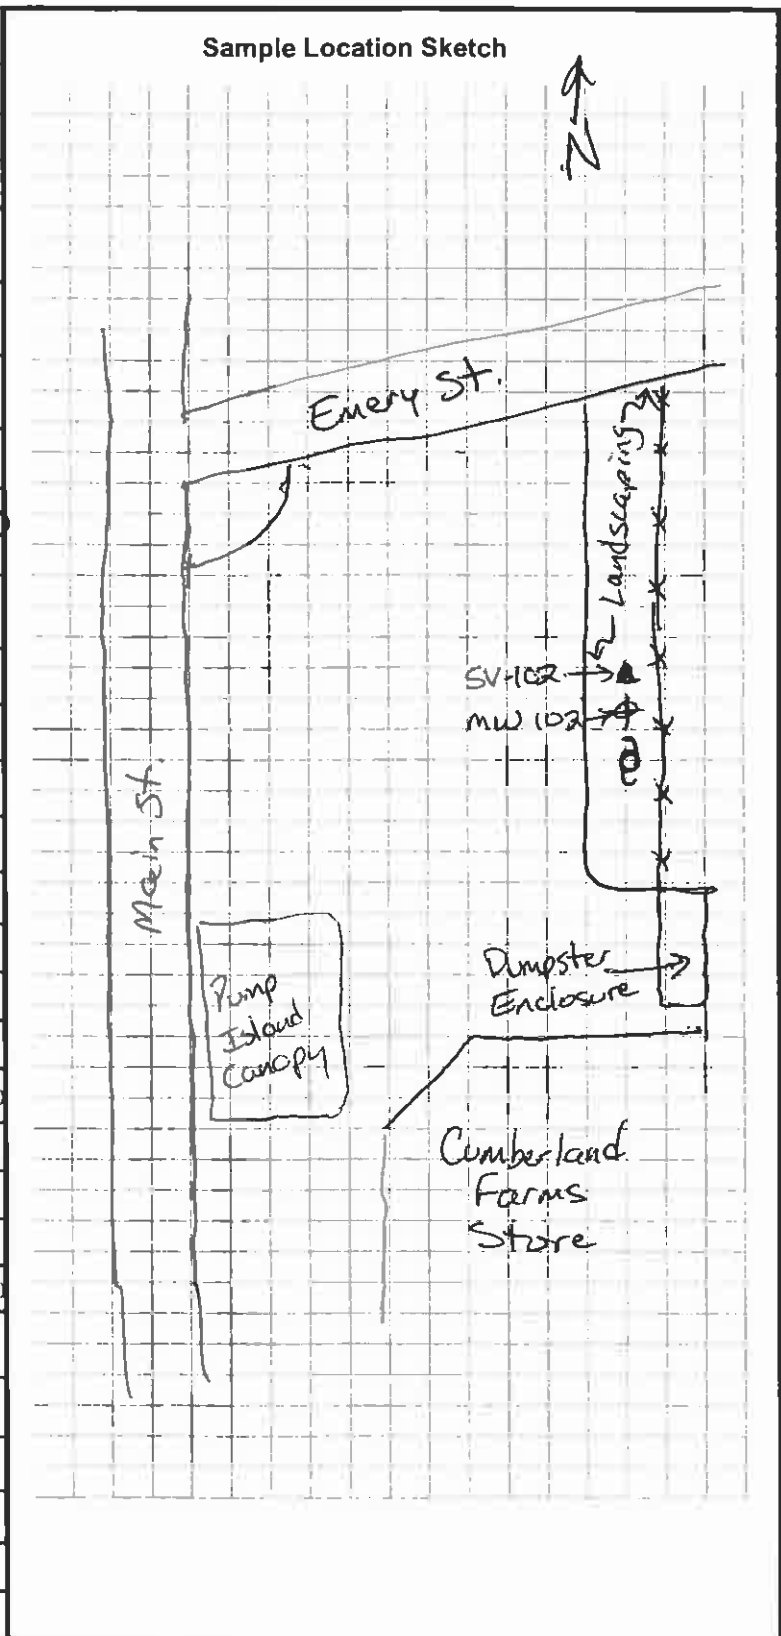 Sample Location Sketch
N
Emery St.
Landscaping
SV-102
MW 102
Main St.
Pump
Island
Canopy
Dumpster
Enclosure
Cumberland
Farms
Store